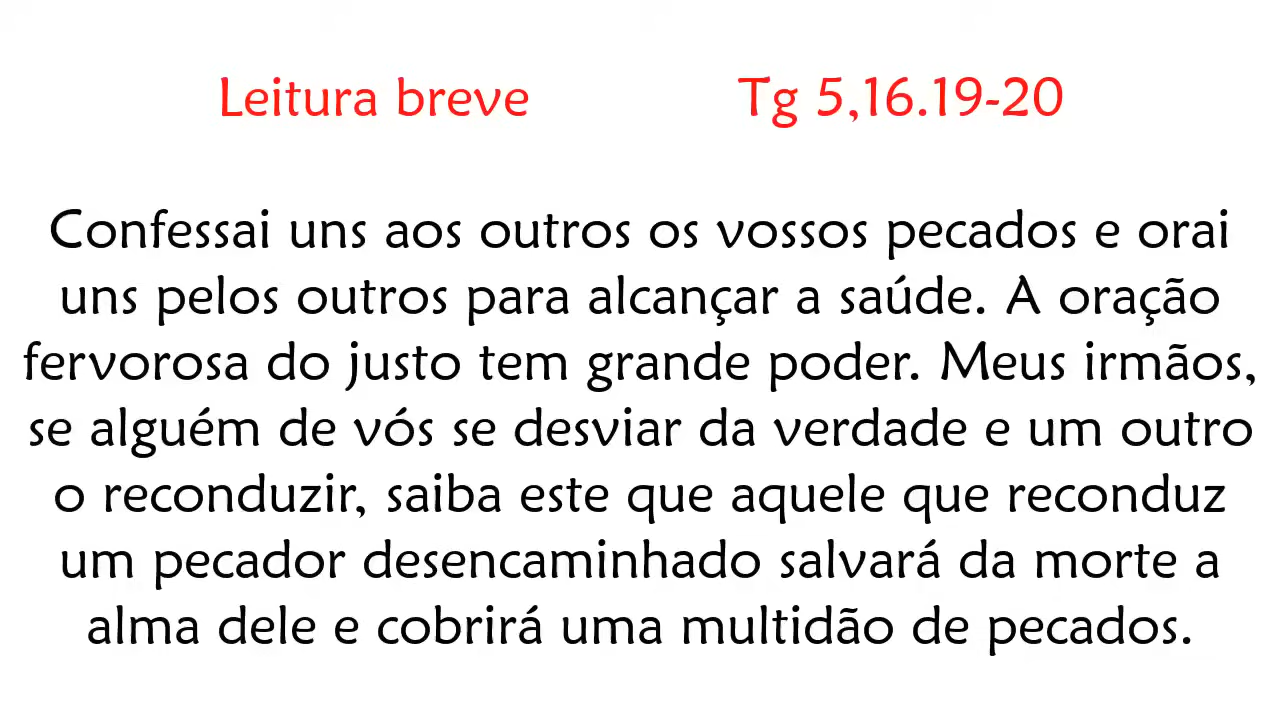 Leitura breve Tg 5,16.19-20
Confessai uns aos outros os vossos pecados e orai
uns pelos outros para alcançar a saúde. A oração
fervorosa do justo tem grande poder. Meus irmãos,
se alguém de vós se desviar da verdade e um outro
o reconduzir, saiba este que aquele que reconduz
um pecador desencaminhado salvará da morte a
alma dele e cobrirá uma multidão de pecados.